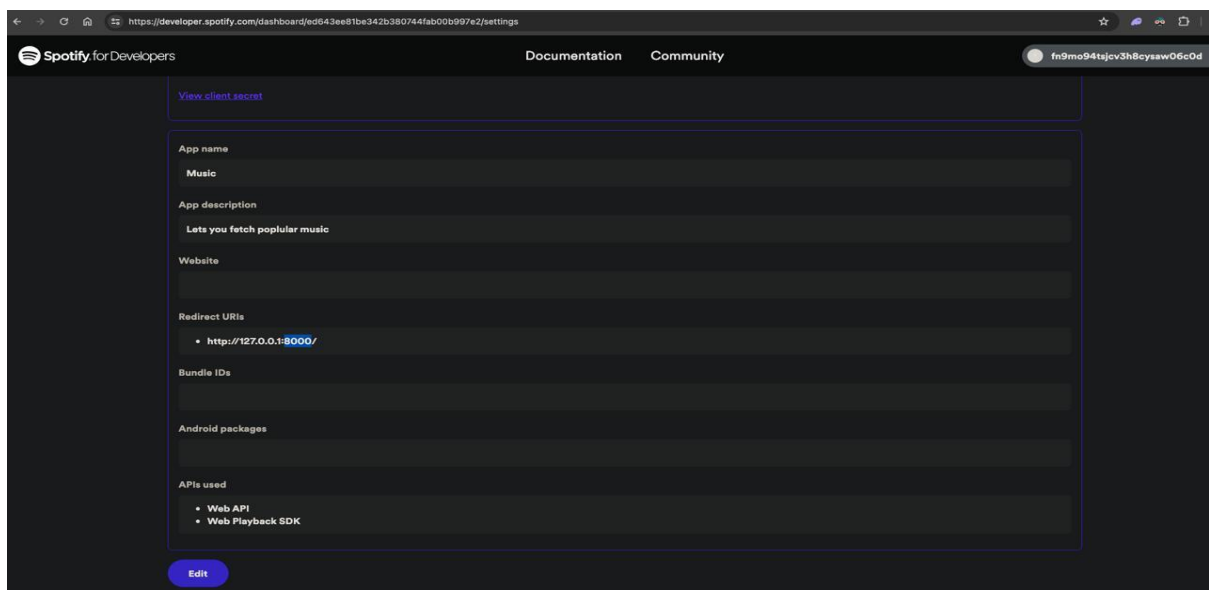 https://developer.spotify.com/dashboard/ed643ee81be342b380744fab00b997e2/settings
Spotify for Developers Documentation Community fn9mo94tsjcv3h8cysaw06c0d
View client secret
App name
Music
App description
Lets you fetch poplular music
Website
Redirect URIs
• http://127.0.0.1:8000/
Bundle IDs
Android packages
APIs used
• Web API
• Web Playback SDK
Edit